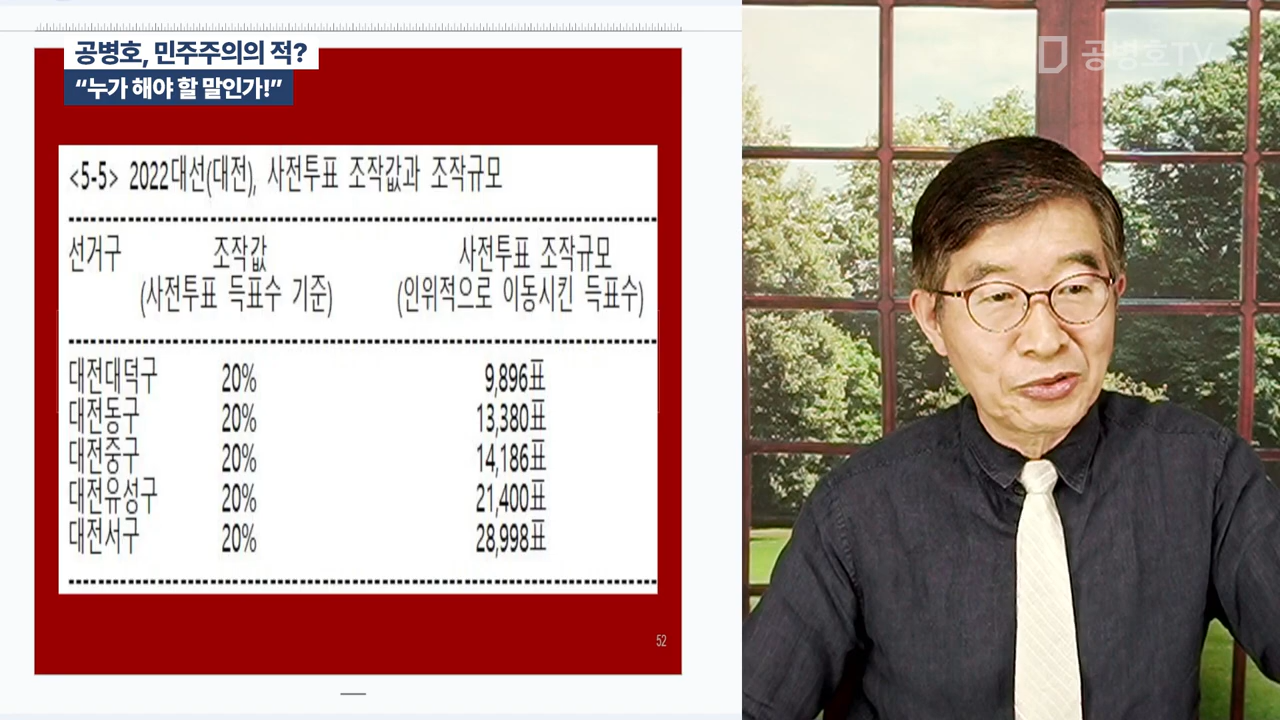 공병호, 민주주의의 적?
“누가 해야 할 말인가!”
공병호TV
<5-5> 2022대선(대전), 사전투표 조작값과 조작규모
선거구 조작값 사전투표 조작규모
(사전투표 득표수 기준) (인위적으로 이동시킨 득표수)
대전대덕구 20% 9,896표
대전동구 20% 13,380표
대전중구 20% 14,186표
대전유성구 20% 21,400표
대전서구 20% 28,998표
52